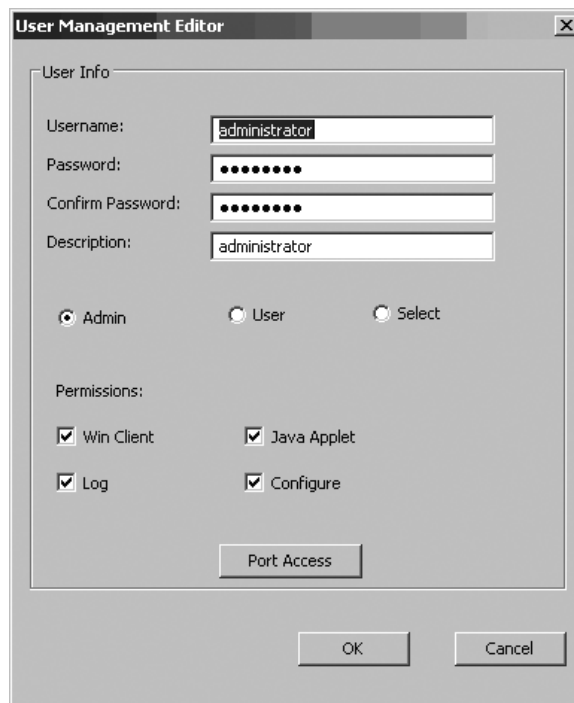 User Management Editor
User Info
Username: administrator
Password: ●●●●●●●●
Confirm Password: ●●●●●●●●
Description: administrator
Admin User Select
Permissions:
Win Client Java Applet
Log Configure
Port Access
OK Cancel